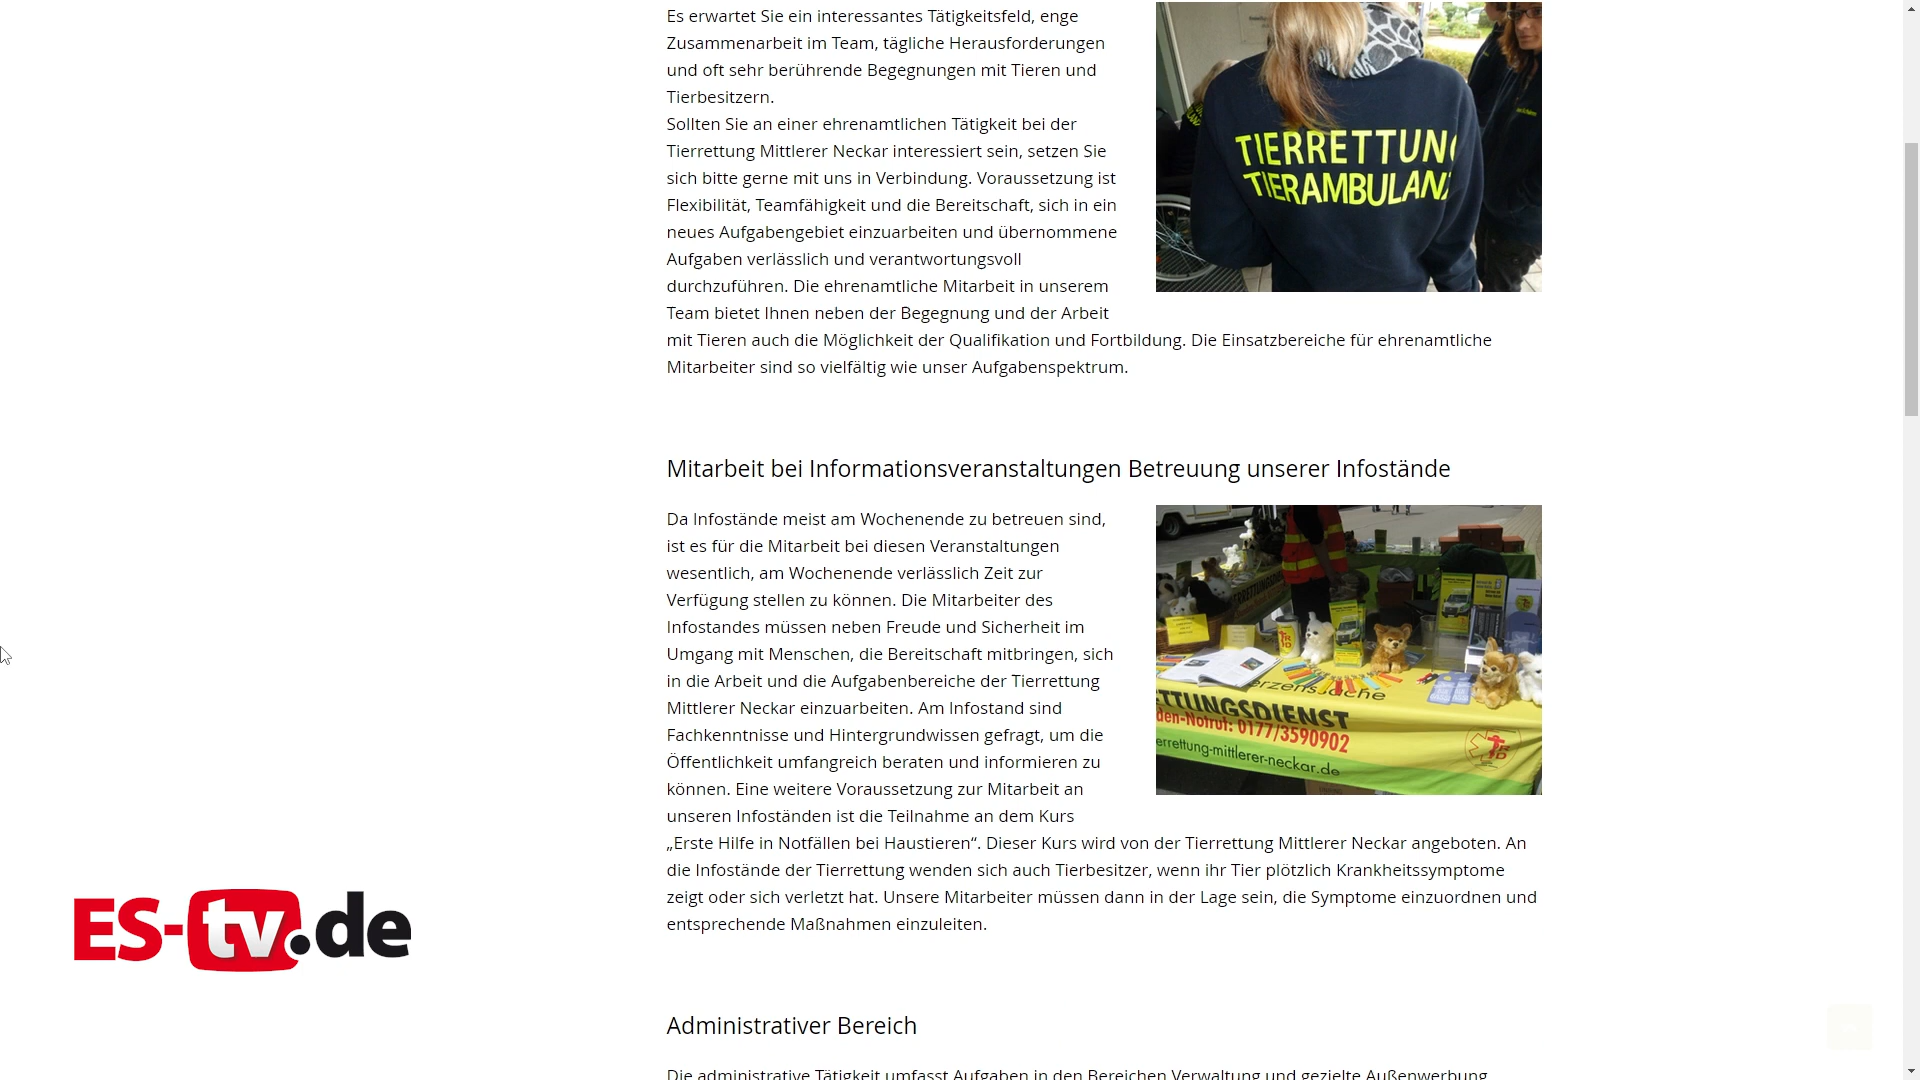 Es erwartet Sie ein interessantes Tätigkeitsfeld, enge
Zusammenarbeit im Team, tägliche Herausforderungen
und oft sehr berührende Begegnungen mit Tieren und
Tierbesitzern.
Sollten Sie an einer ehrenamtlichen Tätigkeit bei der
Tierrettung Mittlerer Neckar interessiert sein, setzen Sie
sich bitte gerne mit uns in Verbindung. Voraussetzung ist
Flexibilität, Teamfähigkeit und die Bereitschaft, sich in ein
neues Aufgabengebiet einzuarbeiten und übernommene
Aufgaben verlässlich und verantwortungsvoll
durchzuführen. Die ehrenamtliche Mitarbeit in unserem
Team bietet Ihnen neben der Begegnung und der Arbeit
mit Tieren auch die Möglichkeit der Qualifikation und Fortbildung. Die Einsatzbereiche für ehrenamtliche
Mitarbeiter sind so vielfältig wie unser Aufgabenspektrum.
TIERRETTUNG
TIERAMBULANZ
Mitarbeit bei Informationsveranstaltungen Betreuung unserer Infostände
Da Infostände meist am Wochenende zu betreuen sind,
ist es für die Mitarbeit bei diesen Veranstaltungen
wesentlich, am Wochenende verlässlich Zeit zur
Verfügung stellen zu können. Die Mitarbeiter des
Infostandes müssen neben Freude und Sicherheit im
Umgang mit Menschen, die Bereitschaft mitbringen, sich
in die Arbeit und die Aufgabenbereiche der Tierrettung
Mittlerer Neckar einzuarbeiten. Am Infostand sind
Fachkenntnisse und Hintergrundwissen gefragt, um die
Öffentlichkeit umfangreich beraten und informieren zu
können. Eine weitere Voraussetzung zur Mitarbeit an
unseren Infoständen ist die Teilnahme an dem Kurs
„Erste Hilfe in Notfällen bei Haustieren“. Dieser Kurs wird von der Tierrettung Mittlerer Neckar angeboten. An
die Infostände der Tierrettung wenden sich auch Tierbesitzer, wenn ihr Tier plötzlich Krankheitssymptome
zeigt oder sich verletzt hat. Unsere Mitarbeiter müssen dann in der Lage sein, die Symptome einzuordnen und
entsprechende Maßnahmen einzuleiten.
ERRETTUNGSDIEN
erzenssache
ETTUNGSDIENST
den-Notruf: 0177/3590902
errettung-mittlerer-neckar.de
ES-tv.de
Administrativer Bereich
Die administrative Tätigkeit umfasst Aufgaben in den Bereichen Verwaltung und gezielte Außenwerbung